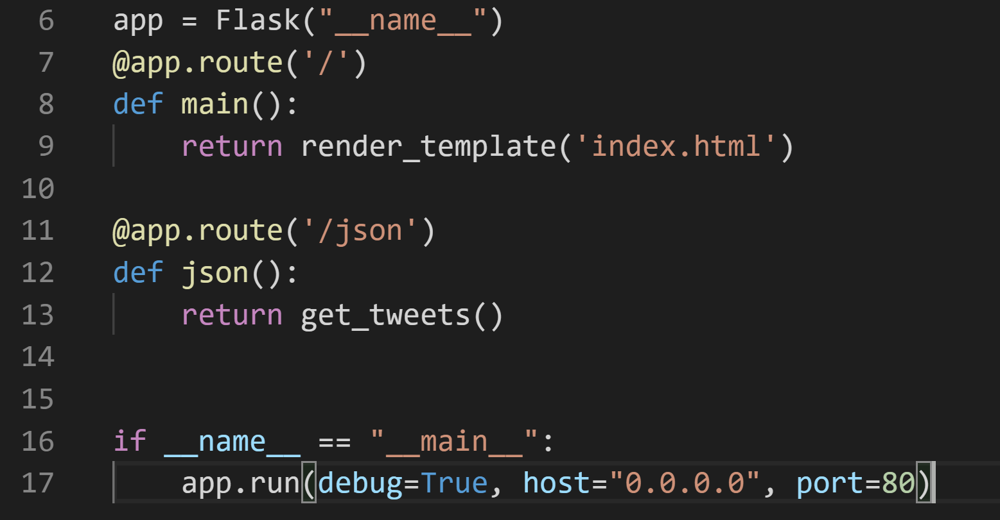 6 app = Flask("__name__")
7 @app.route('/')
8 def main():
9     return render_template('index.html')
10
11 @app.route('/json')
12 def json():
13     return get_tweets()
14
15
16 if __name__ == "__main__":
17     app.run(debug=True, host="0.0.0.0", port=80)